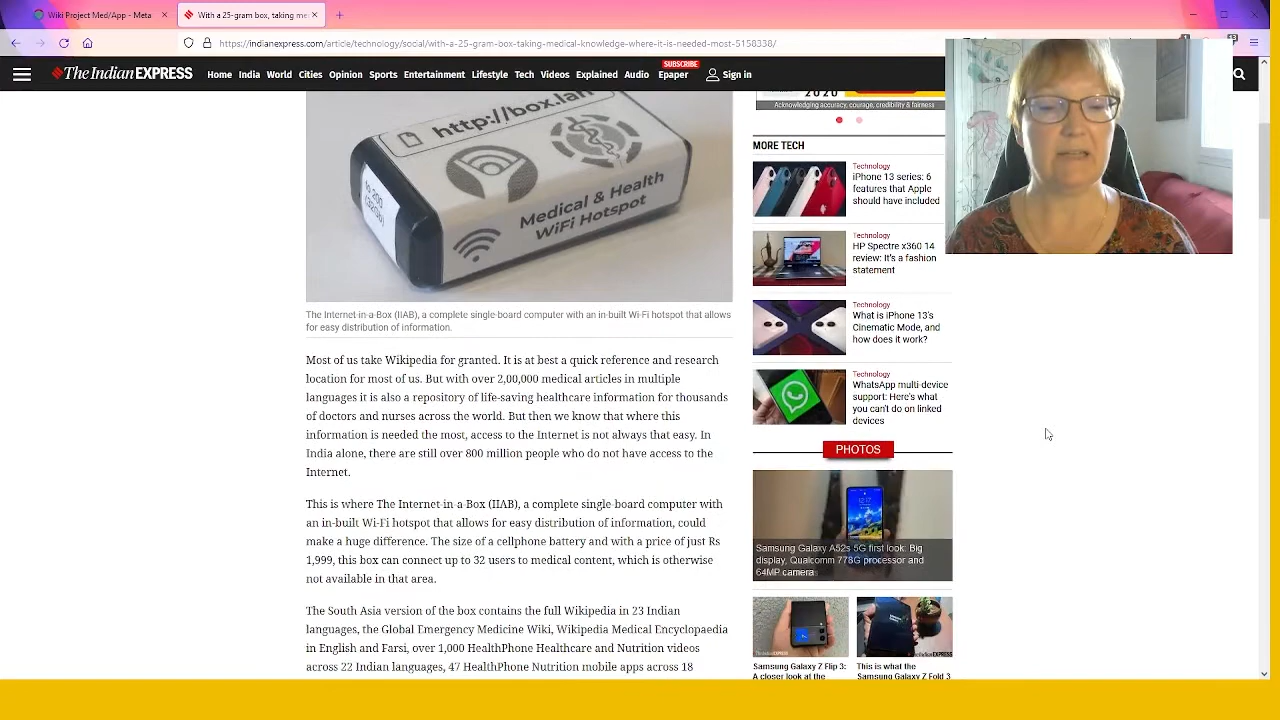 Wiki Project Med/App - Meta
With a 25-gram box, taking me
https://indianexpress.com/article/technology/social/with-a-25-gram-box-taking-medical-knowledge-where-it-is-needed-most-5158338/
The Indian EXPRESS
Home India World Cities Opinion Sports Entertainment Lifestyle Tech Videos Explained Audio Epaper Sign in
SUBSCRIBE
http://box.lan
Medical & Health
WiFi Hotspot
The Internet-in-a-Box (IIAB), a complete single-board computer with an in-built Wi-Fi hotspot that allows
for easy distribution of information.
Most of us take Wikipedia for granted. It is at best a quick reference and research
location for most of us. But with over 2,00,000 medical articles in multiple
languages it is also a repository of life-saving healthcare information for thousands
of doctors and nurses across the world. But then we know that where this
information is needed the most, access to the Internet is not always that easy. In
India alone, there are still over 800 million people who do not have access to the
Internet.
This is where The Internet-in-a-Box (IIAB), a complete single-board computer with
an in-built Wi-Fi hotspot that allows for easy distribution of information, could
make a huge difference. The size of a cellphone battery and with a price of just Rs
1,999, this box can connect up to 32 users to medical content, which is otherwise
not available in that area.
The South Asia version of the box contains the full Wikipedia in 23 Indian
languages, the Global Emergency Medicine Wiki, Wikipedia Medical Encyclopaedia
in English and Farsi, over 1,000 HealthPhone Healthcare and Nutrition videos
across 22 Indian languages, 47 HealthPhone Nutrition mobile apps across 18
2020
Acknowledging accuracy, courage, credibility & fairness
MORE TECH
Technology
iPhone 13 series: 6
features that Apple
should have included
Technology
HP Spectre x360 14
review: It's a fashion
statement
Technology
What is iPhone 13's
Cinematic Mode, and
how does it work?
Technology
WhatsApp multi-device
support: Here's what
you can't do on linked
devices
PHOTOS
Samsung Galaxy A52s 5G first look: Big
display, Qualcomm 778G processor and
64MP camera
Samsung Galaxy Z Flip 3:
A closer look at the
This is what the
Samsung Galaxy Z Fold 3